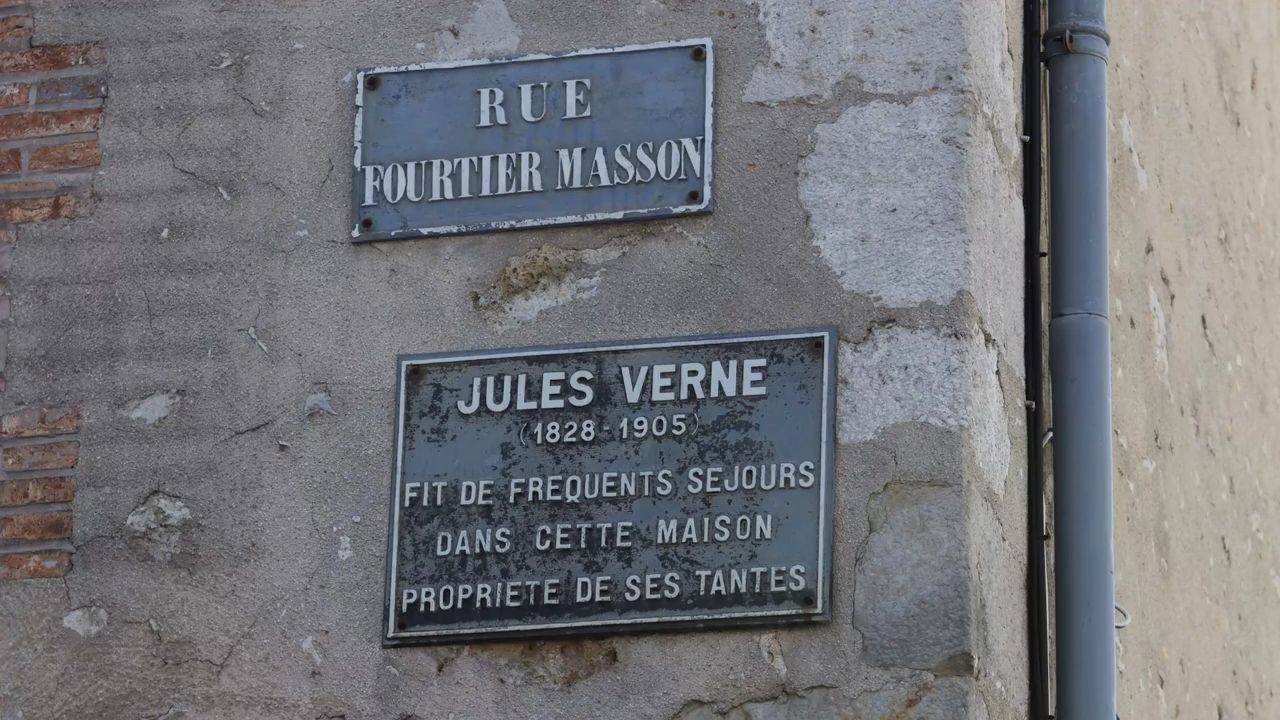 RUE
FOURTIER MASSON
JULES VERNE
(1828-1905)
FIT DE FREQUENTS SEJOURS
DANS CETTE MAISON
PROPRIETE DE SES TANTES